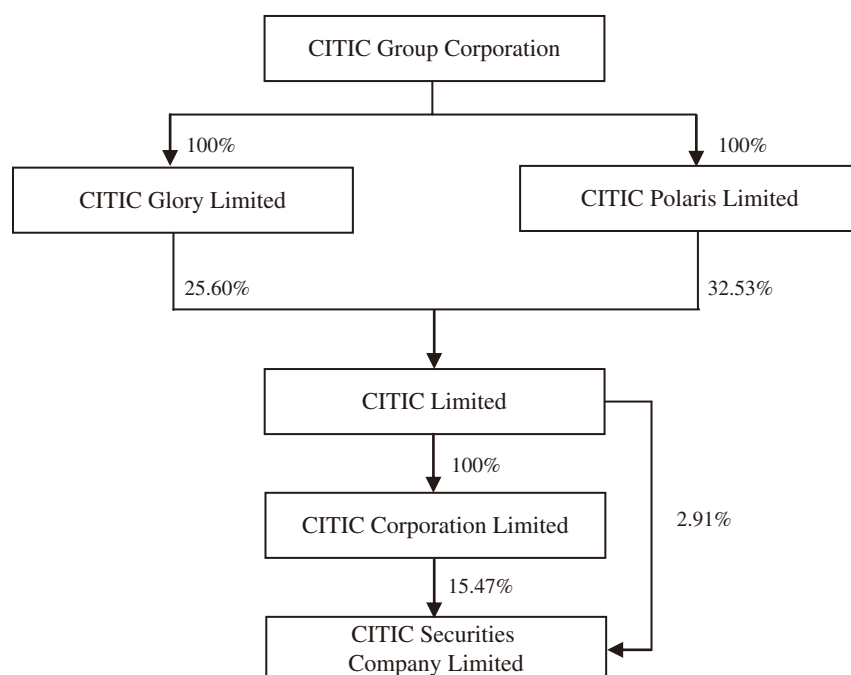 CITIC Group Corporation
100%
100%
CITIC Glory Limited
CITIC Polaris Limited
25.60%
32.53%
CITIC Limited
100%
CITIC Corporation Limited
2.91%
15.47%
CITIC Securities
Company Limited